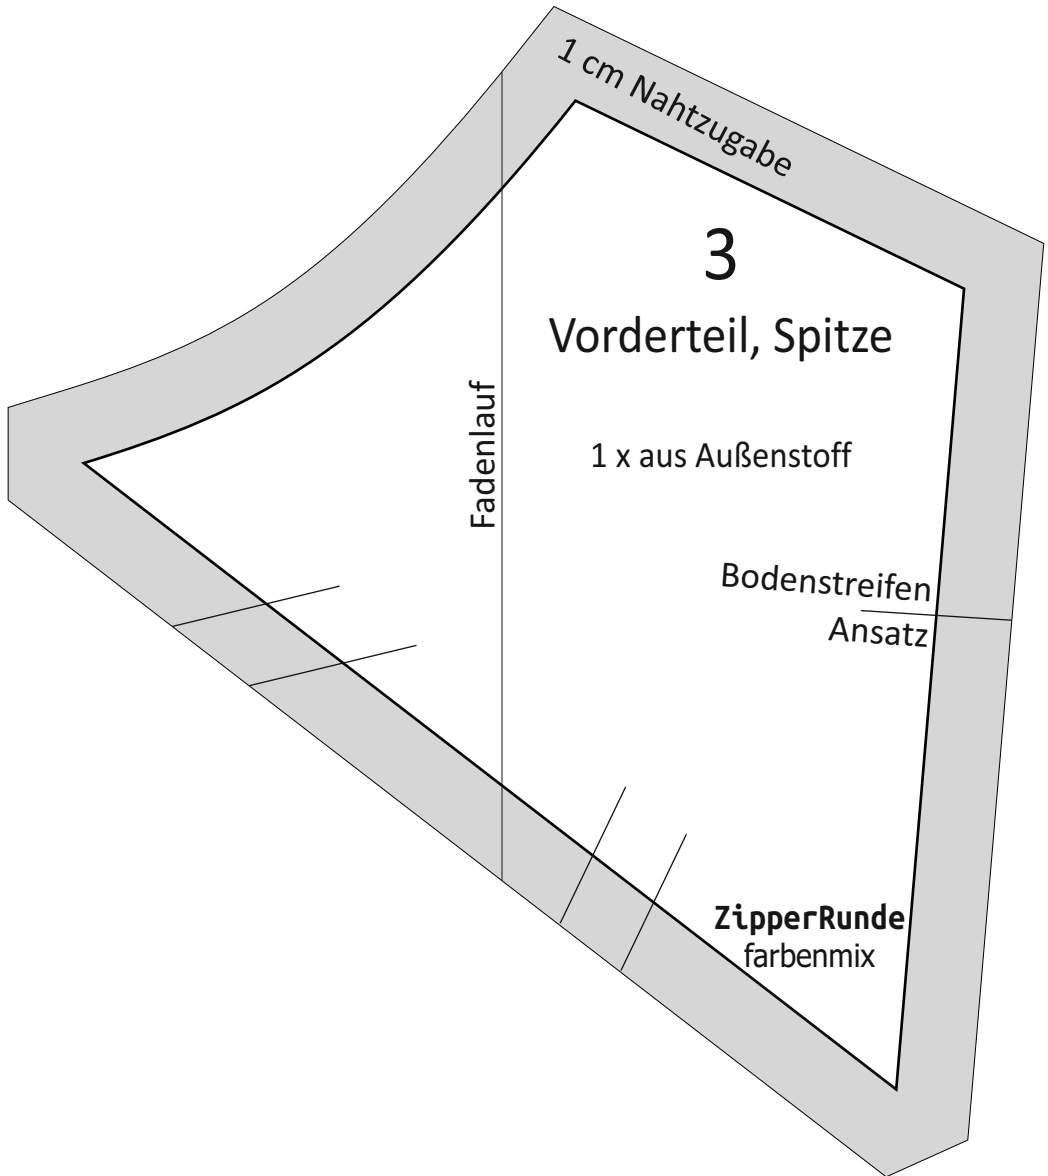 1 cm Nahtzugabe
3
Vorderteil, Spitze
Fadenlauf
1 x aus Außenstoff
Bodenstreifen
Ansatz
ZipperRunde
farbenmix